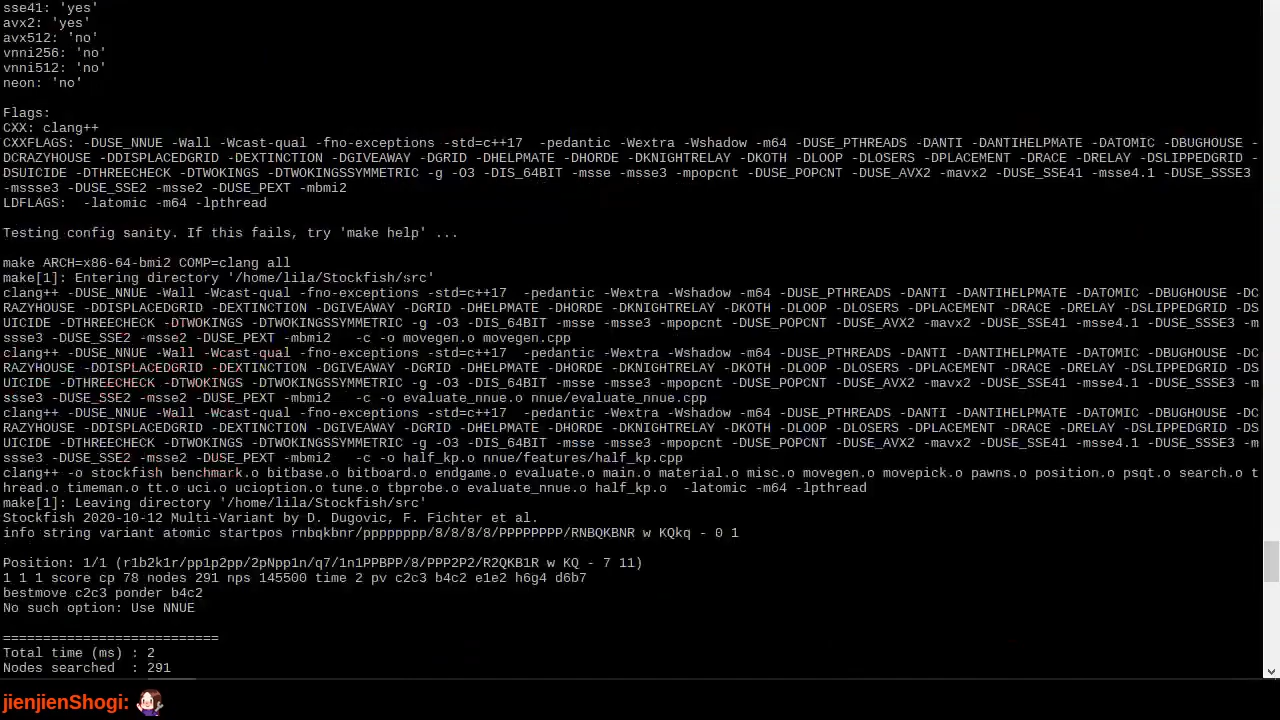 sse41: 'yes'
avx2: 'yes'
avx512: 'no'
vnni256: 'no'
vnni512: 'no'
neon: 'no'
Flags:
CXX: clang++
CXXFLAGS: -DUSE_NNUE -Wall -Wcast-qual -fno-exceptions -std=c++17  -pedantic -Wextra -Wshadow -m64 -DUSE_PTHREADS -DANTI -DANTIHELPMATE -DATOMIC -DBUGHOUSE -
DCRAZYHOUSE -DDISPLACEDGRID -DEXTINCTION -DGIVEAWAY -DGRID -DHELPMATE -DHORDE -DKNIGHTRELAY -DKOTH -DLOOP -DLOSERS -DPLACEMENT -DRACE -DRELAY -DSLIPPEDGRID -
DSUICIDE -DTHREECHECK -DTWOKINGS -DTWOKINGSSYMMETRIC -g -O3 -DIS_64BIT -msse -msse3 -mpopcnt -DUSE_POPCNT -DUSE_AVX2 -mavx2 -DUSE_SSE41 -msse4.1 -DUSE_SSSE3
-mssse3 -DUSE_SSE2 -msse2 -DUSE_PEXT -mbmi2
LDFLAGS:  -latomic -m64 -lpthread
Testing config sanity. If this fails, try 'make help' ...
make ARCH=x86-64-bmi2 COMP=clang all
make[1]: Entering directory '/home/lila/Stockfish/src'
clang++ -DUSE_NNUE -Wall -Wcast-qual -fno-exceptions -std=c++17  -pedantic -Wextra -Wshadow -m64 -DUSE_PTHREADS -DANTI -DANTIHELPMATE -DATOMIC -DBUGHOUSE -DC
RAZYHOUSE -DDISPLACEDGRID -DEXTINCTION -DGIVEAWAY -DGRID -DHELPMATE -DHORDE -DKNIGHTRELAY -DKOTH -DLOOP -DLOSERS -DPLACEMENT -DRACE -DRELAY -DSLIPPEDGRID -DS
UICIDE -DTHREECHECK -DTWOKINGS -DTWOKINGSSYMMETRIC -g -O3 -DIS_64BIT -msse -msse3 -mpopcnt -DUSE_POPCNT -DUSE_AVX2 -mavx2 -DUSE_SSE41 -msse4.1 -DUSE_SSSE3 -m
ssse3 -DUSE_SSE2 -msse2 -DUSE_PEXT -mbmi2   -c -o movegen.o movegen.cpp
clang++ -DUSE_NNUE -Wall -Wcast-qual -fno-exceptions -std=c++17  -pedantic -Wextra -Wshadow -m64 -DUSE_PTHREADS -DANTI -DANTIHELPMATE -DATOMIC -DBUGHOUSE -DC
RAZYHOUSE -DDISPLACEDGRID -DEXTINCTION -DGIVEAWAY -DGRID -DHELPMATE -DHORDE -DKNIGHTRELAY -DKOTH -DLOOP -DLOSERS -DPLACEMENT -DRACE -DRELAY -DSLIPPEDGRID -DS
UICIDE -DTHREECHECK -DTWOKINGS -DTWOKINGSSYMMETRIC -g -O3 -DIS_64BIT -msse -msse3 -mpopcnt -DUSE_POPCNT -DUSE_AVX2 -mavx2 -DUSE_SSE41 -msse4.1 -DUSE_SSSE3 -m
ssse3 -DUSE_SSE2 -msse2 -DUSE_PEXT -mbmi2   -c -o evaluate_nnue.o nnue/evaluate_nnue.cpp
clang++ -DUSE_NNUE -Wall -Wcast-qual -fno-exceptions -std=c++17  -pedantic -Wextra -Wshadow -m64 -DUSE_PTHREADS -DANTI -DANTIHELPMATE -DATOMIC -DBUGHOUSE -DC
RAZYHOUSE -DDISPLACEDGRID -DEXTINCTION -DGIVEAWAY -DGRID -DHELPMATE -DHORDE -DKNIGHTRELAY -DKOTH -DLOOP -DLOSERS -DPLACEMENT -DRACE -DRELAY -DSLIPPEDGRID -DS
UICIDE -DTHREECHECK -DTWOKINGS -DTWOKINGSSYMMETRIC -g -O3 -DIS_64BIT -msse -msse3 -mpopcnt -DUSE_POPCNT -DUSE_AVX2 -mavx2 -DUSE_SSE41 -msse4.1 -DUSE_SSSE3 -m
ssse3 -DUSE_SSE2 -msse2 -DUSE_PEXT -mbmi2   -c -o half_kp.o nnue/features/half_kp.cpp
clang++ -o stockfish benchmark.o bitbase.o bitboard.o endgame.o evaluate.o main.o material.o misc.o movegen.o movepick.o pawns.o position.o psqt.o search.o t
hread.o timeman.o tt.o uci.o ucioption.o tune.o tbprobe.o evaluate_nnue.o half_kp.o  -latomic -m64 -lpthread
make[1]: Leaving directory '/home/lila/Stockfish/src'
Stockfish 2020-10-12 Multi-Variant by D. Dugovic, F. Fichter et al.
info string variant atomic startpos rnbqkbnr/pppppppp/8/8/8/8/PPPPPPPP/RNBQKBNR w KQkq - 0 1
Position: 1/1 (r1b2k1r/pp1p2pp/2pNpp1n/q7/1n1PPBPP/8/PPP2P2/R2QKB1R w KQ - 7 11)
1 1 1 score cp 78 nodes 291 nps 145500 time 2 pv c2c3 b4c2 e1e2 h6g4 d6b7
bestmove c2c3 ponder b4c2
No such option: Use NNUE
===========================
Total time (ms) : 2
Nodes searched  : 291
jienjienShogi: